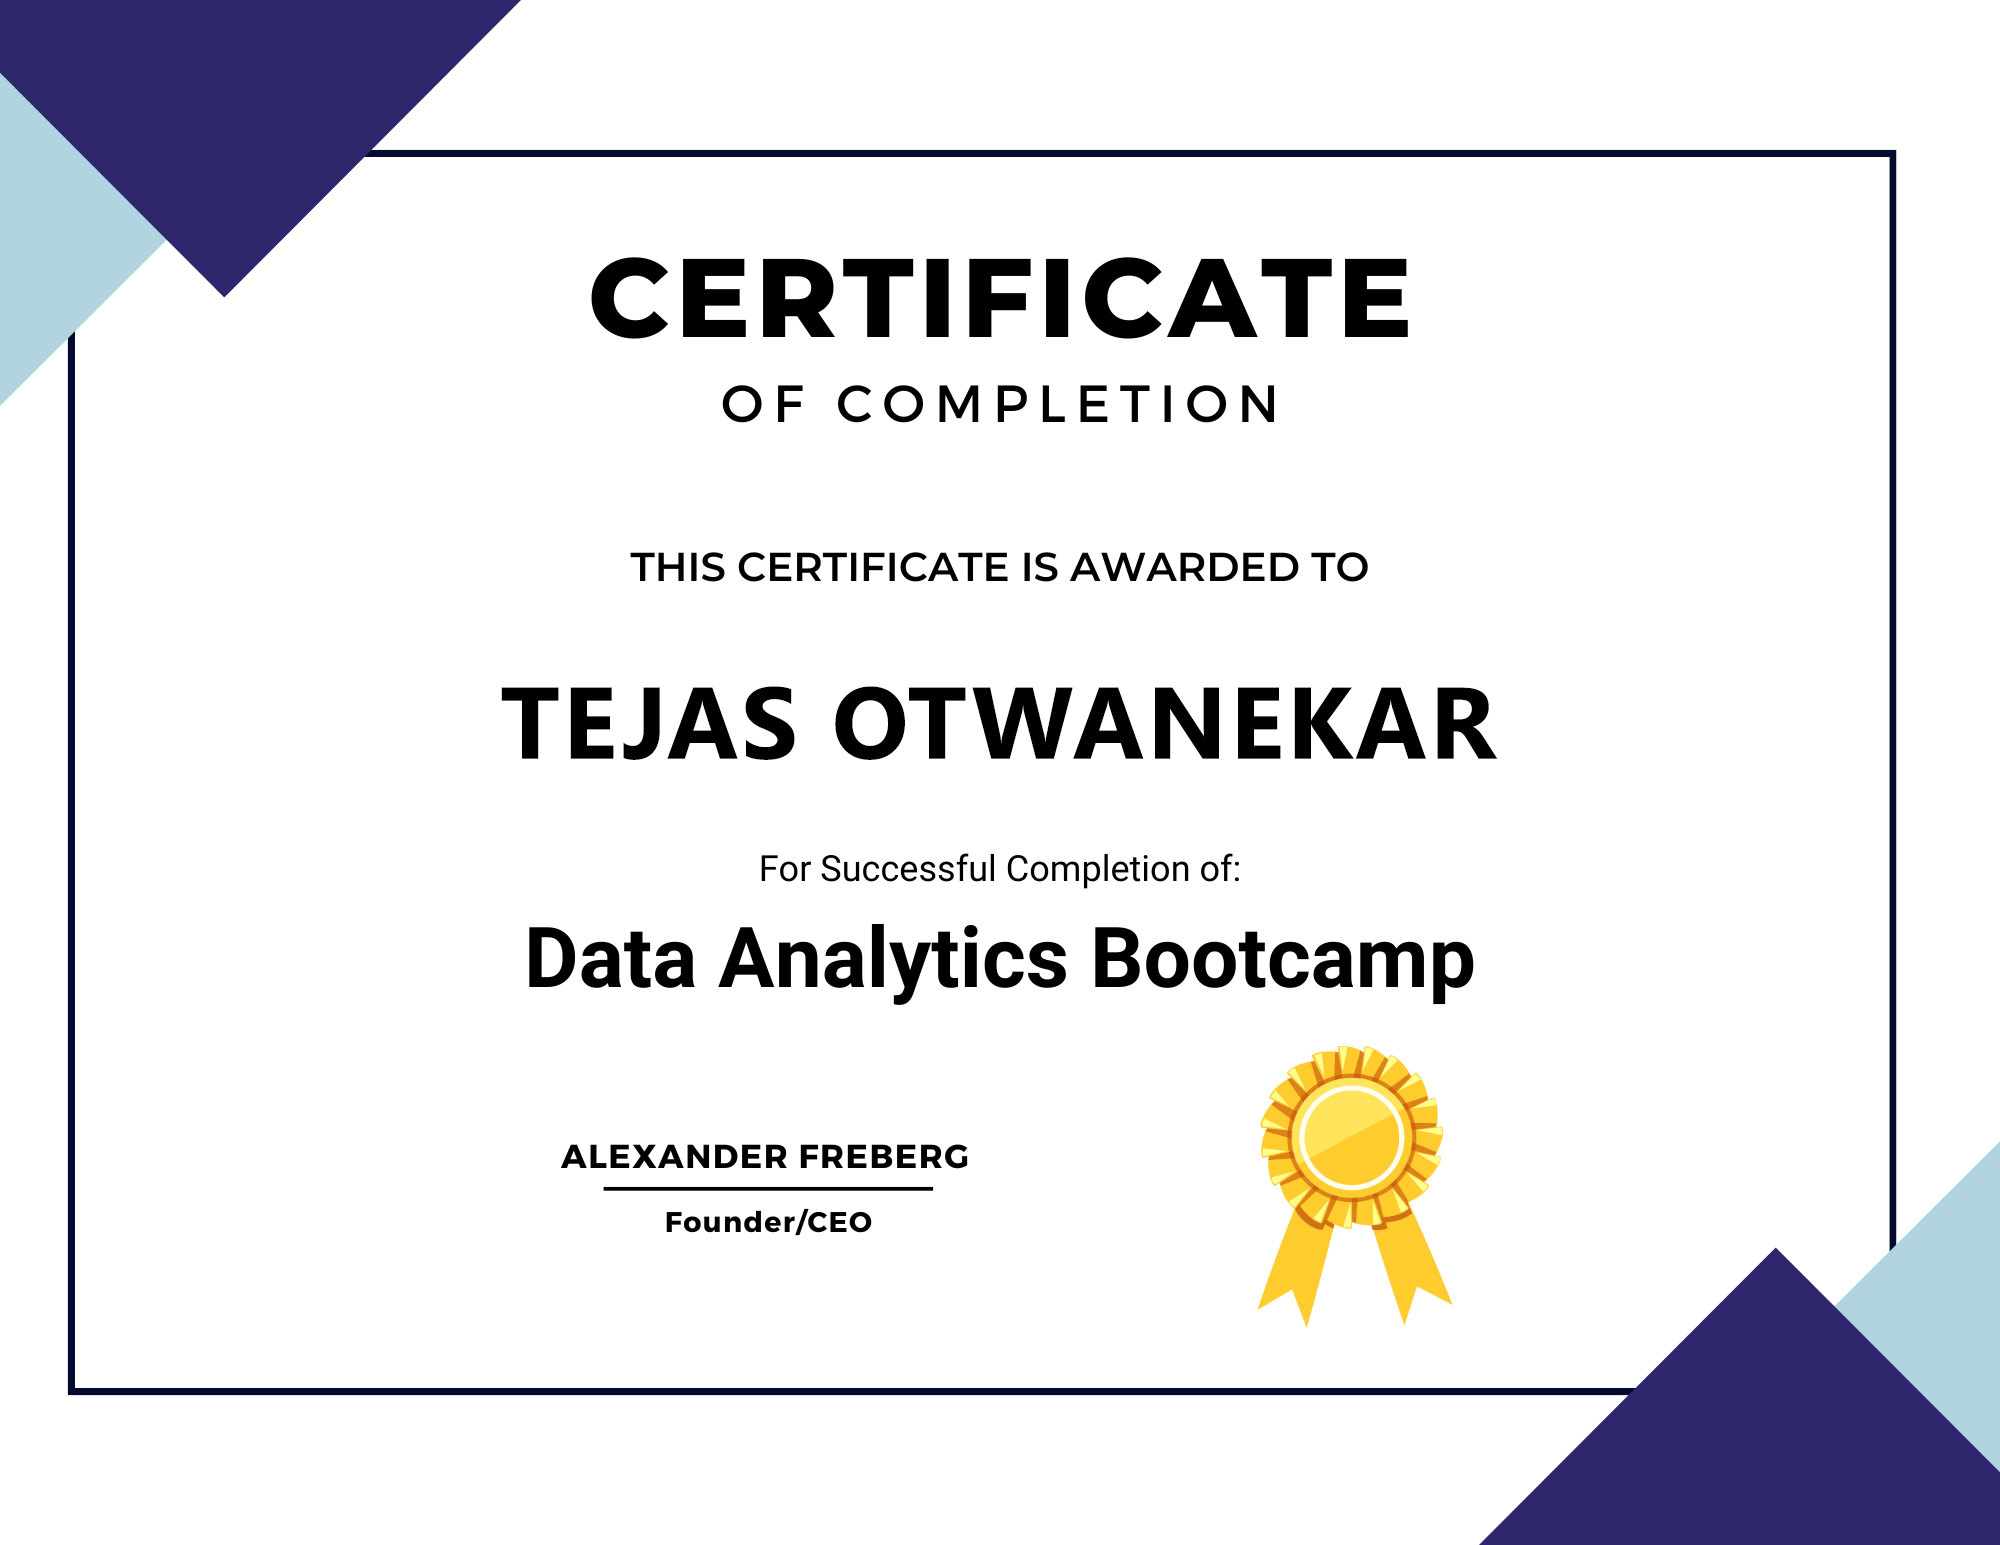 CERTIFICATE
OF COMPLETION
THIS CERTIFICATE IS AWARDED TO
TEJAS OTWANEKAR
For Successful Completion of:
Data Analytics Bootcamp
ALEXANDER FREBERG
Founder/CEO